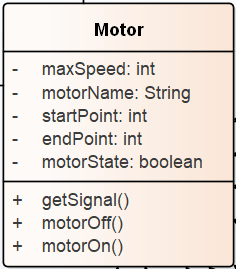 Motor
- maxSpeed: int
- motorName: String
- startPoint: int
- endPoint: int
- motorState: boolean
+ getSignal()
+ motorOff()
+ motorOn()